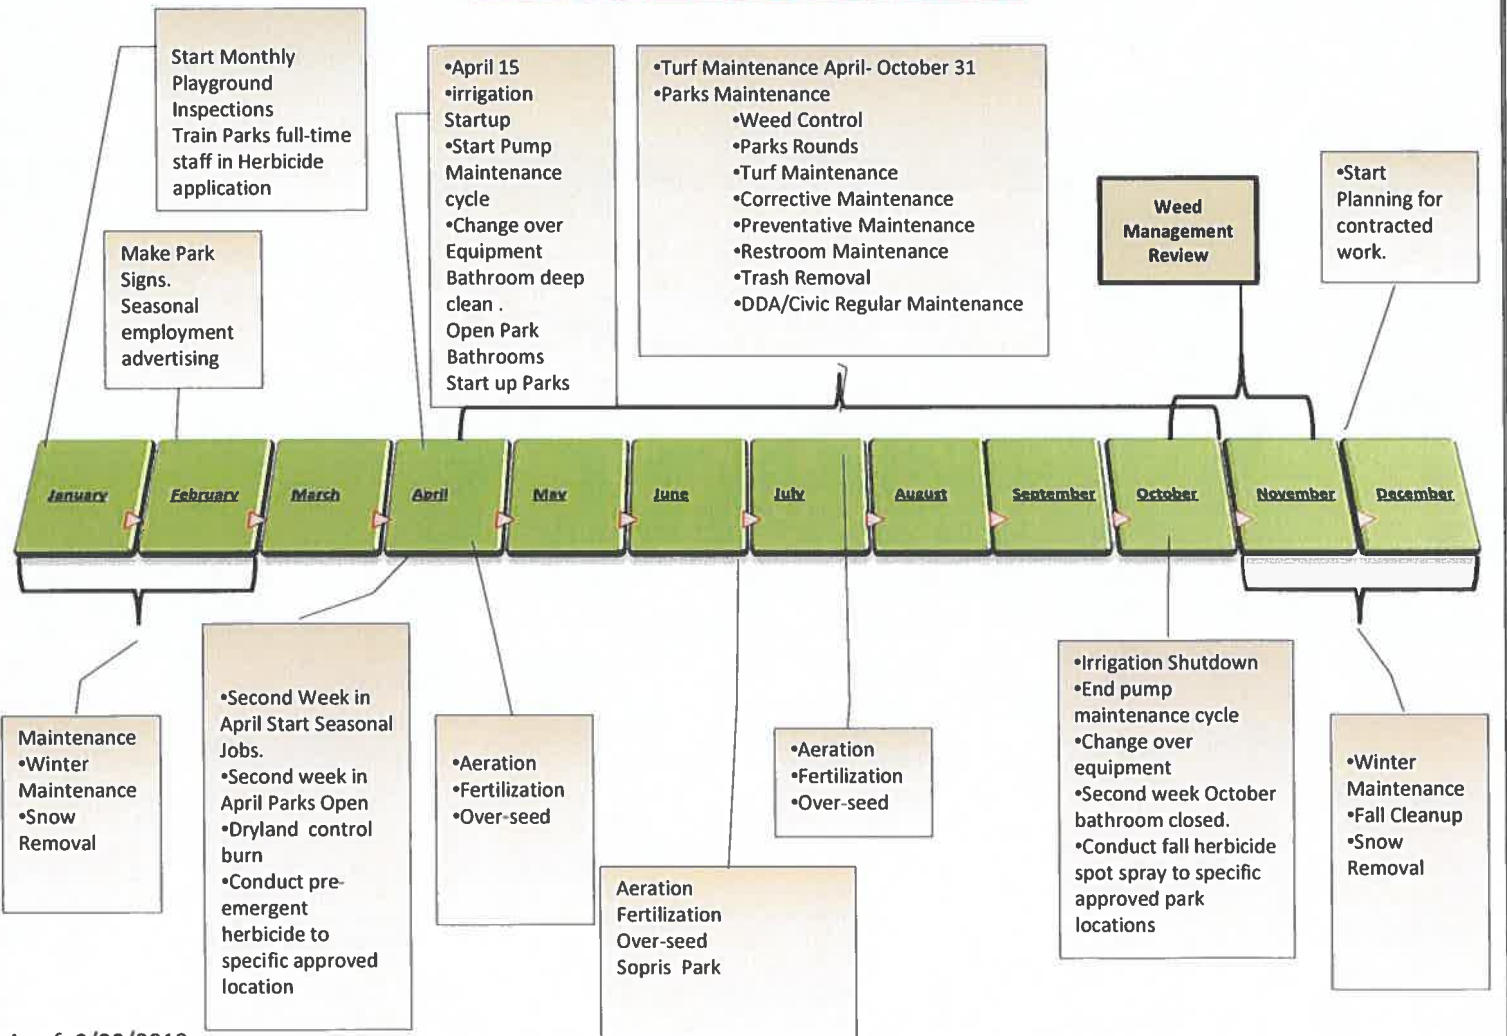 Start Monthly
Playground
Inspections
Train Parks full-time
staff in Herbicide
application
Make Park
Signs.
Seasonal
employment
advertising
•April 15
•irrigation
Startup
•Start Pump
Maintenance
cycle
•Change over
Equipment
Bathroom deep
clean .
Open Park
Bathrooms
Start up Parks
•Turf Maintenance April- October 31
•Parks Maintenance
•Weed Control
•Parks Rounds
•Turf Maintenance
•Corrective Maintenance
•Preventative Maintenance
•Restroom Maintenance
•Trash Removal
•DDA/Civic Regular Maintenance
Weed
Management
Review
•Start
Planning for
contracted
work.
January February March April May June July August September October November December
Maintenance
•Winter
Maintenance
•Snow
Removal
•Second Week in
April Start Seasonal
Jobs.
•Second week in
April Parks Open
•Dryland control
burn
•Conduct pre-
emergent
herbicide to
specific approved
location
•Aeration
•Fertilization
•Over-seed
Aeration
Fertilization
Over-seed
Sopris Park
•Aeration
•Fertilization
•Over-seed
•Irrigation Shutdown
•End pump
maintenance cycle
•Change over
equipment
•Second week October
bathroom closed.
•Conduct fall herbicide
spot spray to specific
approved park
locations
•Winter
Maintenance
•Fall Cleanup
•Snow
Removal